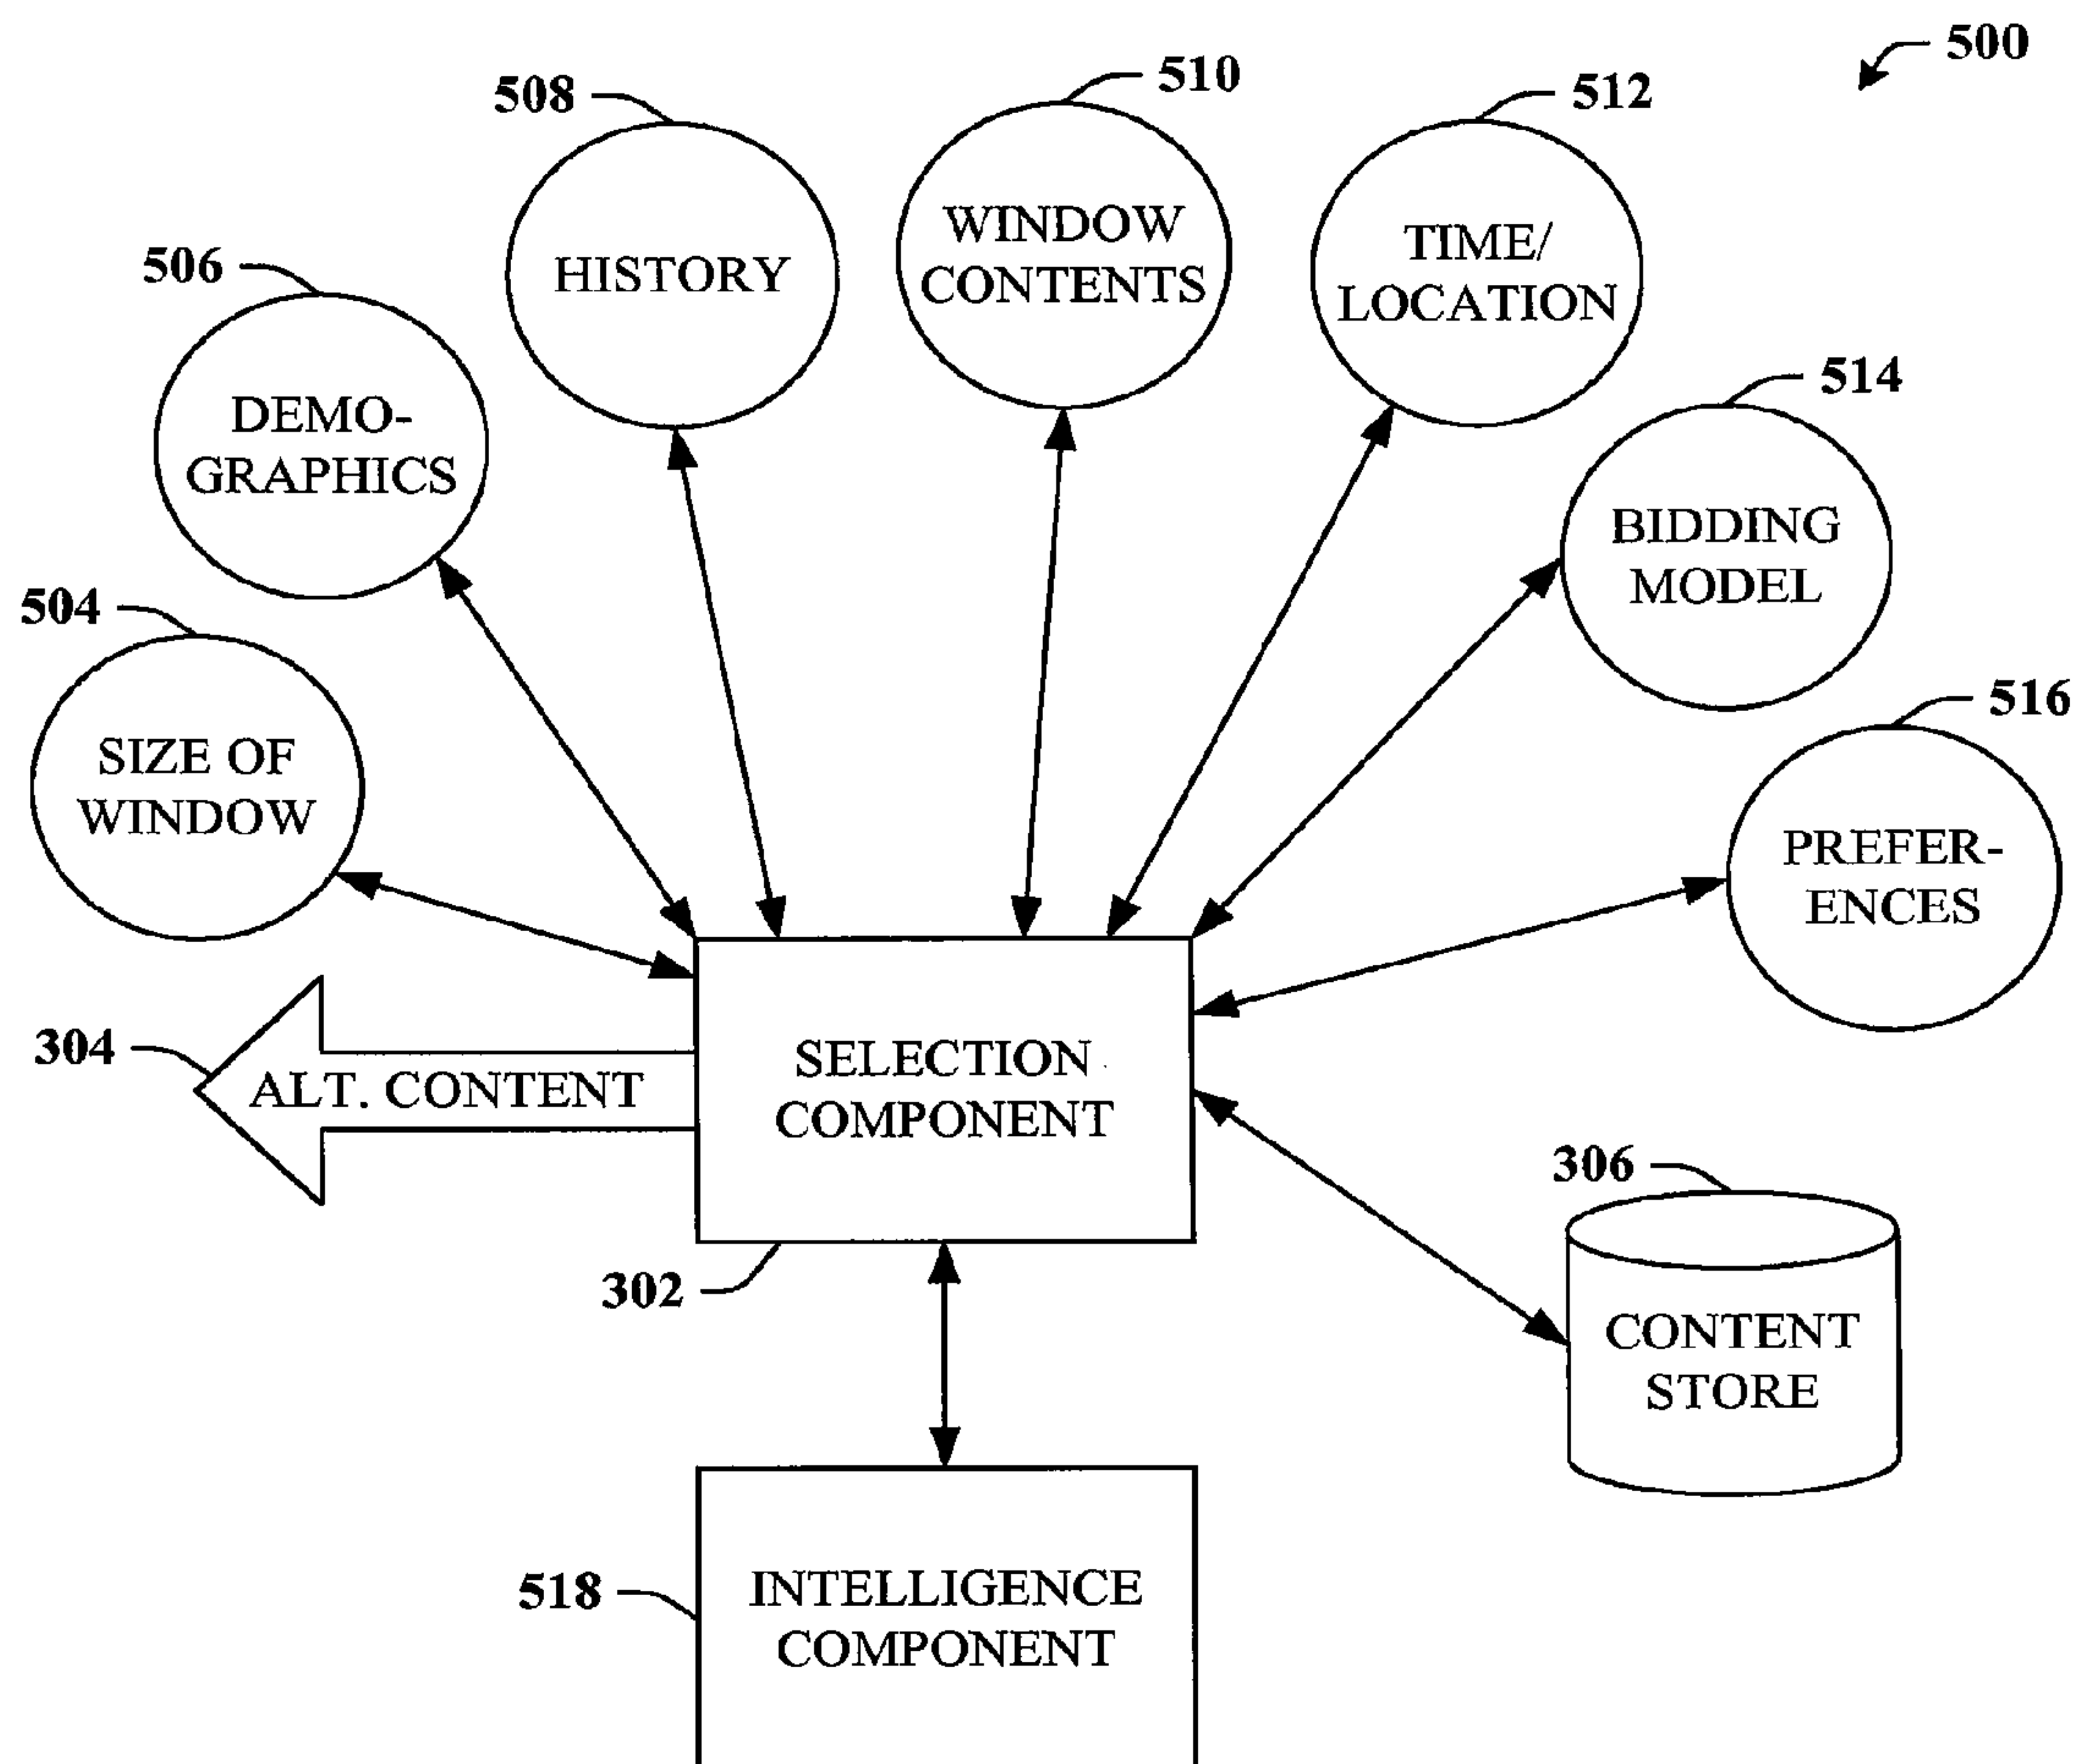 500
510
512
508
WINDOW
CONTENTS
TIME/
LOCATION
HISTORY
506
514
DEMO-
GRAPHICS
BIDDING
MODEL
504
516
SIZE OF
WINDOW
PREFER-
ENCES
304
ALT. CONTENT
SELECTION
COMPONENT
306
302
CONTENT
STORE
518
INTELLIGENCE
COMPONENT